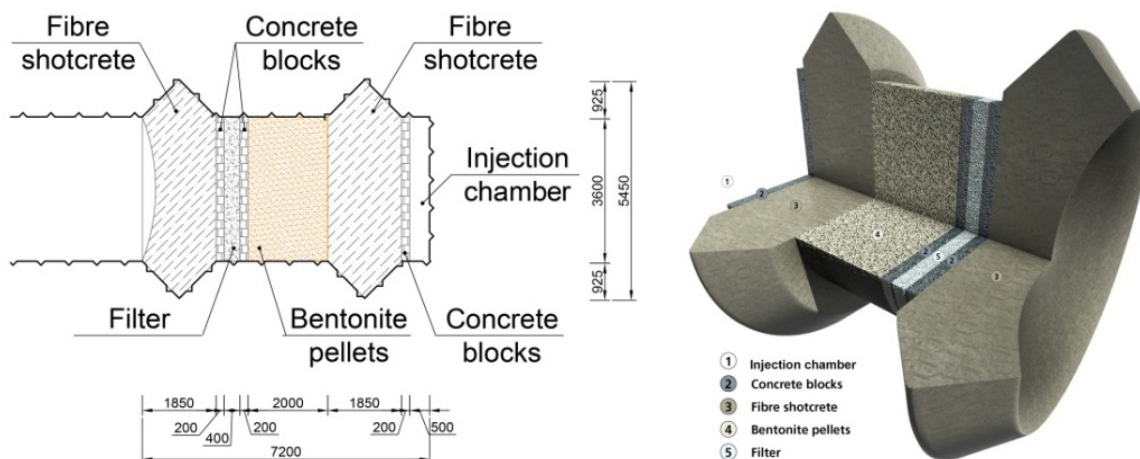 Fibre
shotcrete
Concrete
blocks
Fibre
shotcrete
Injection
chamber
Filter
Bentonite
pellets
Concrete
blocks
925
3600
925
5450
1850
2000
1850
200
400
200
200
500
7200
1
2
3
4
2
5
2
3
1 Injection chamber
2 Concrete blocks
3 Fibre shotcrete
4 Bentonite pellets
5 Filter